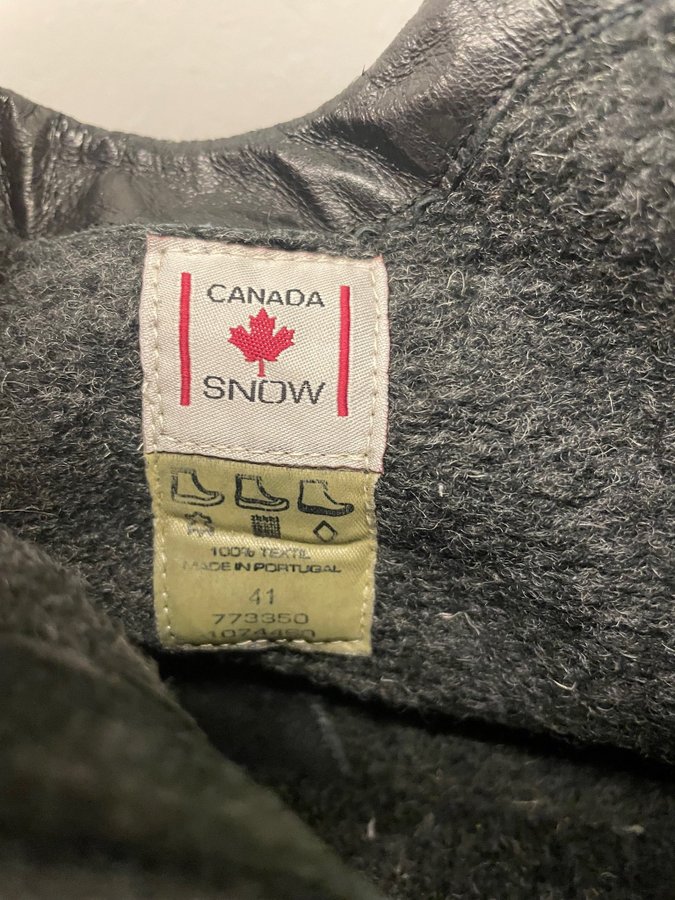 CANADA
SNOW
100% TEXTIL
MADE IN PORTUGAL
41
773350